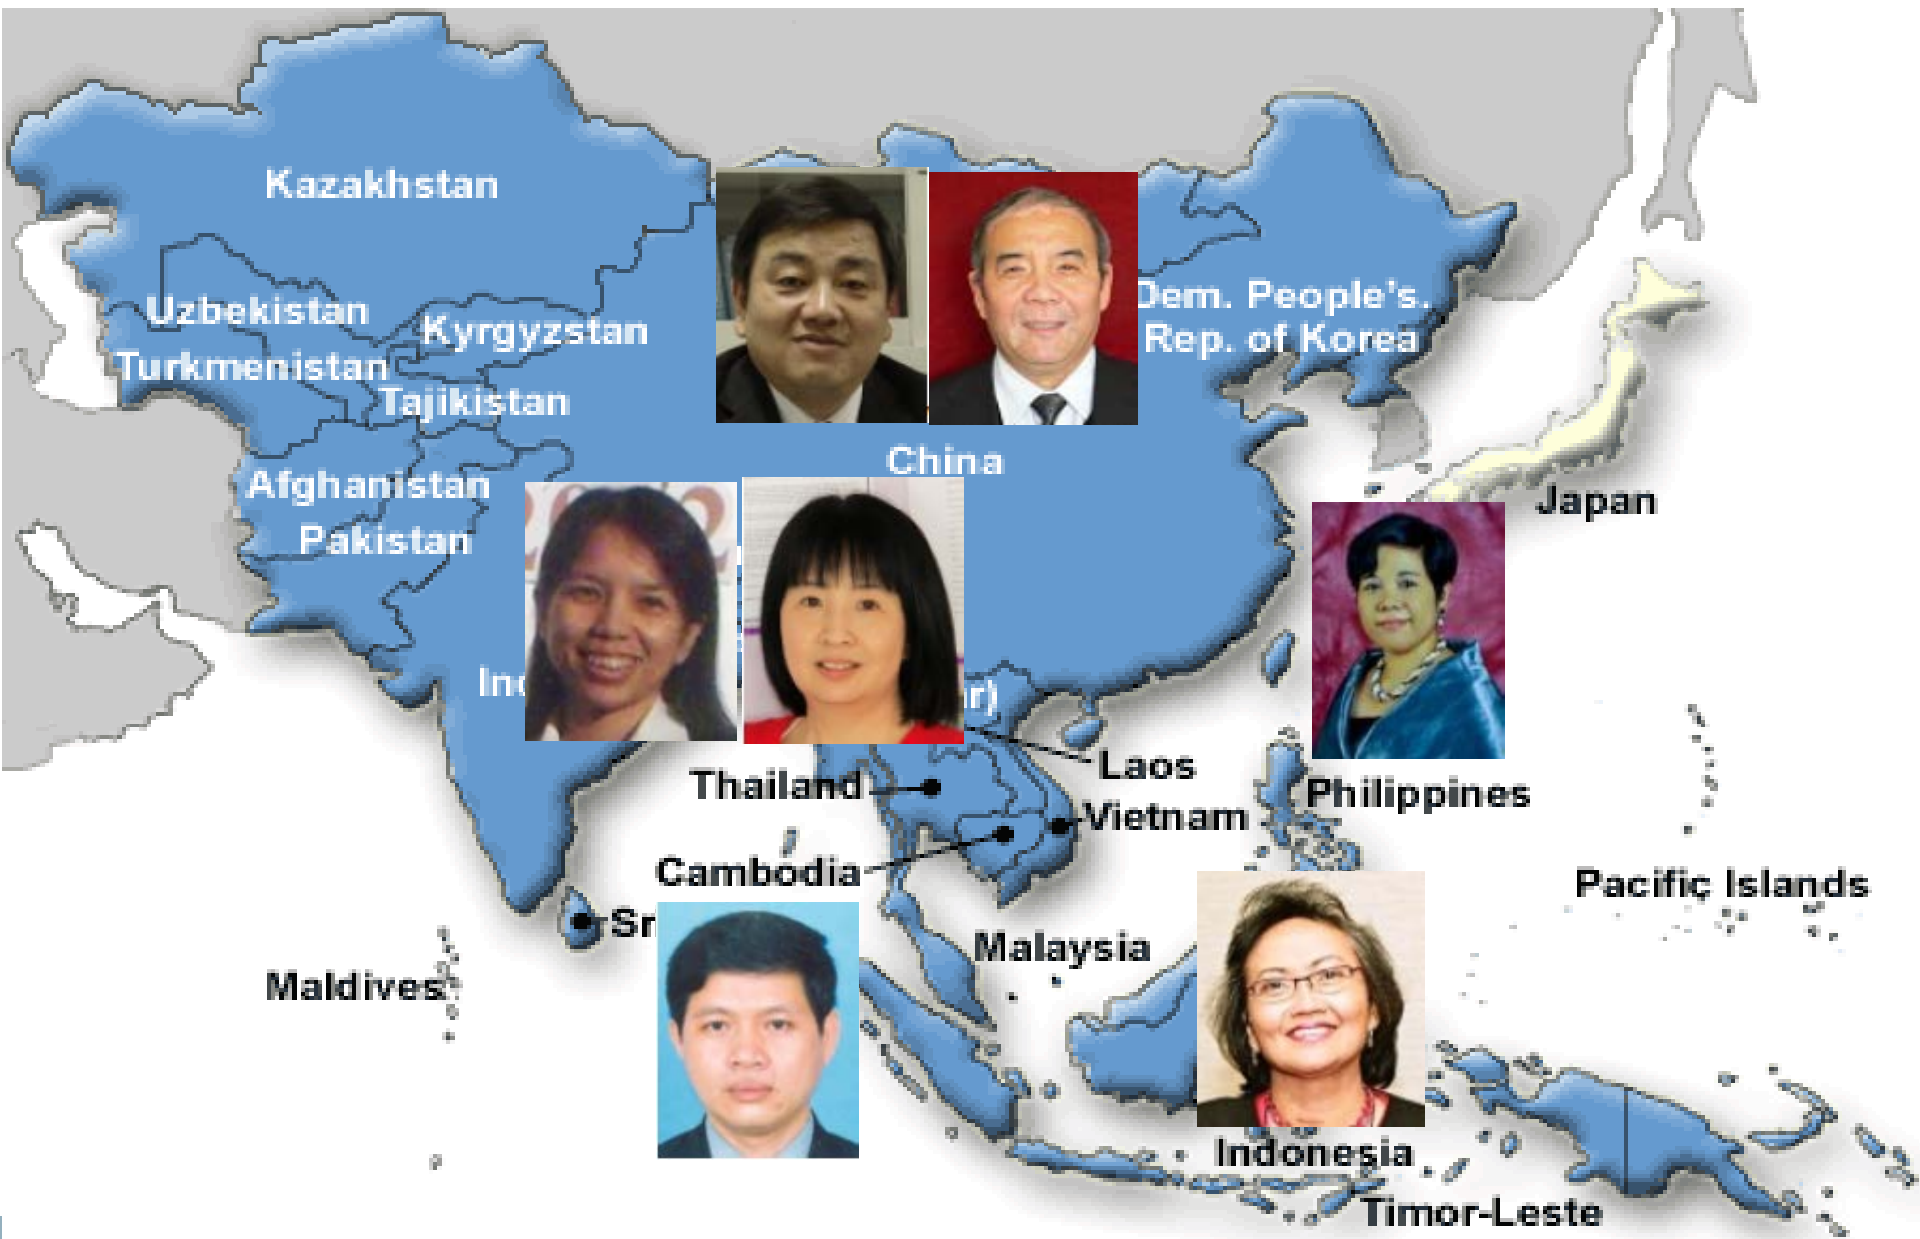 Kazakhstan
Uzbekistan
Kyrgyzstan
Turkmenistan
Tajikistan
Dem. People's.
Rep. of Korea
China
Afghanistan
Pakistan
Japan
Laos
Thailand
Vietnam
Philippines
Cambodia
Pacific Islands
Malaysia
Maldives
Indonesia
Timor-Leste